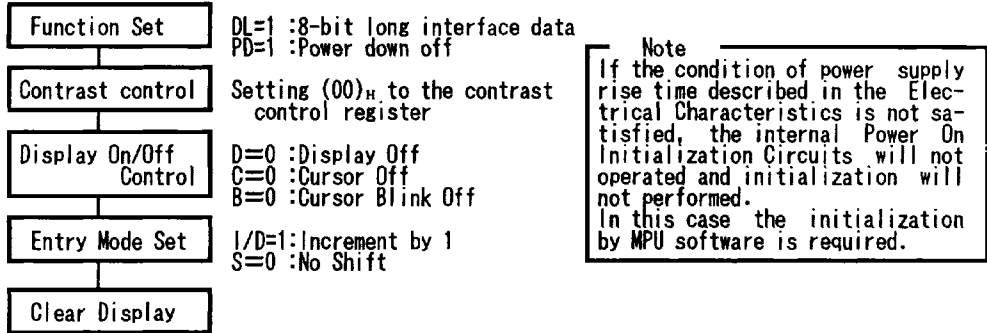 Function Set
DL=1 :8-bit long interface data
PD=1 :Power down off
Contrast control
Setting (00)H to the contrast
control register
Display On/Off
Control
D=0 :Display Off
C=0 :Cursor Off
B=0 :Cursor Blink Off
Entry Mode Set
I/D=1:Increment by 1
S=0 :No Shift
Clear Display
Note
If the condition of power supply
rise time described in the Elec-
trical Characteristics is not sa-
tisfied, the internal Power On
Initialization Circuits will not
operated and initialization will
not performed.
In this case the initialization
by MPU software is required.